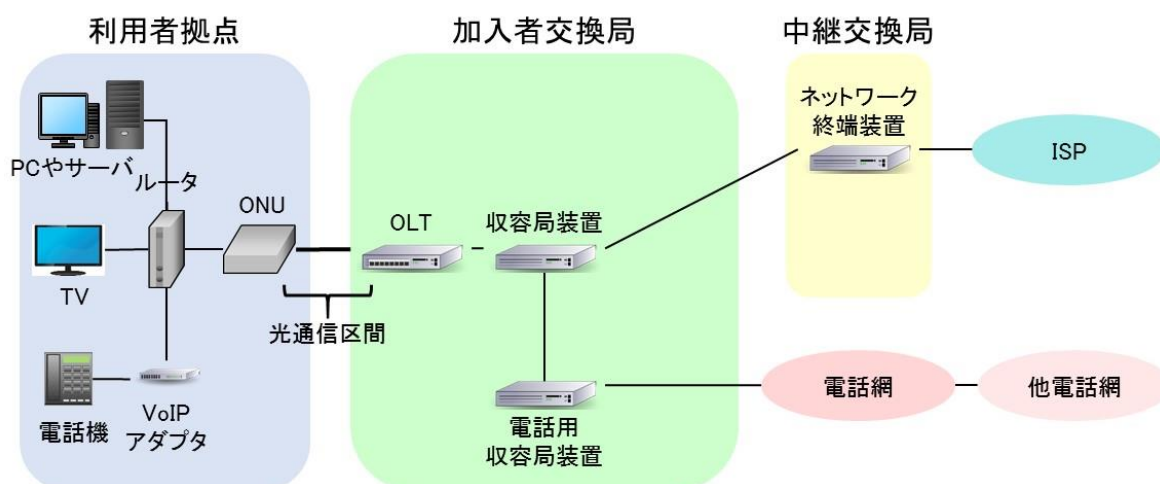 利用者拠点
加入者交換局
中継交換局
PCやサーバ
ルータ
ONU
TV
電話機
VoIP
アダプタ
光通信区間
OLT
収容局装置
電話用
収容局装置
ネットワーク
終端装置
ISP
電話網
他電話網